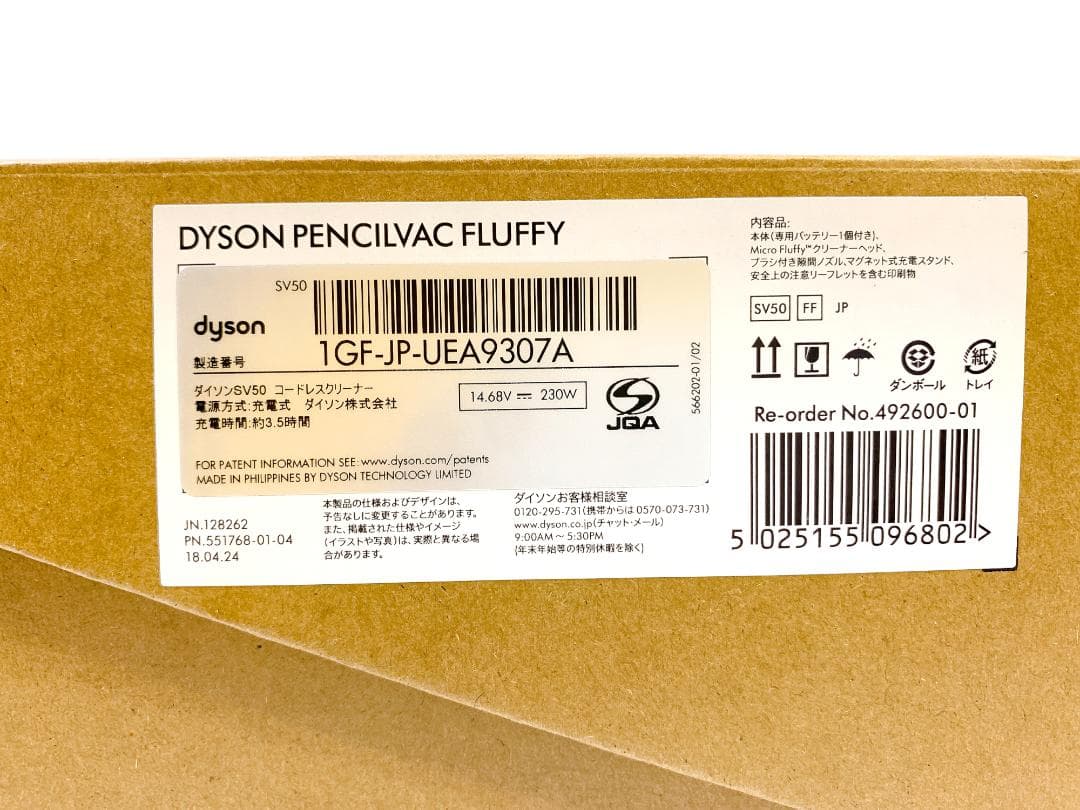 DYSON PENCILVAC FLUFFY
SV50
dyson
製造番号
1GF-JP-UEA9307A
ダイソンSV50 コードレスクリーナー
電源方式:充電式 ダイソン株式会社
充電時間:約3.5時間
14.68V ⎓ 230W
JQA
566202-01/02
FOR PATENT INFORMATION SEE: www.dyson.com/patents
MADE IN PHILIPPINES BY DYSON TECHNOLOGY LIMITED
JN.128262
PN.551768-01-04
18.04.24
本製品の仕様およびデザインは、
予告なしに変更することがあります。
また、掲載された仕様やイメージ
(イラストや写真)は、実際と異なる場
合があります。
ダイソンお客様相談室
0120-295-731(携帯からは 0570-073-731)
www.dyson.co.jp(チャット・メール)
9:00AM~5:30PM
(年末年始等の特別休暇を除く)
内容品:
本体(専用バッテリー1個付き)、
Micro Fluffy™クリーナーヘッド、
ブラシ付き隙間ノズル、マグネット式充電スタンド、
安全上の注意リーフレットを含む印刷物
SV50 FF JP
紙
ダンボール トレイ
Re-order No.492600-01
5 025155 096802 >